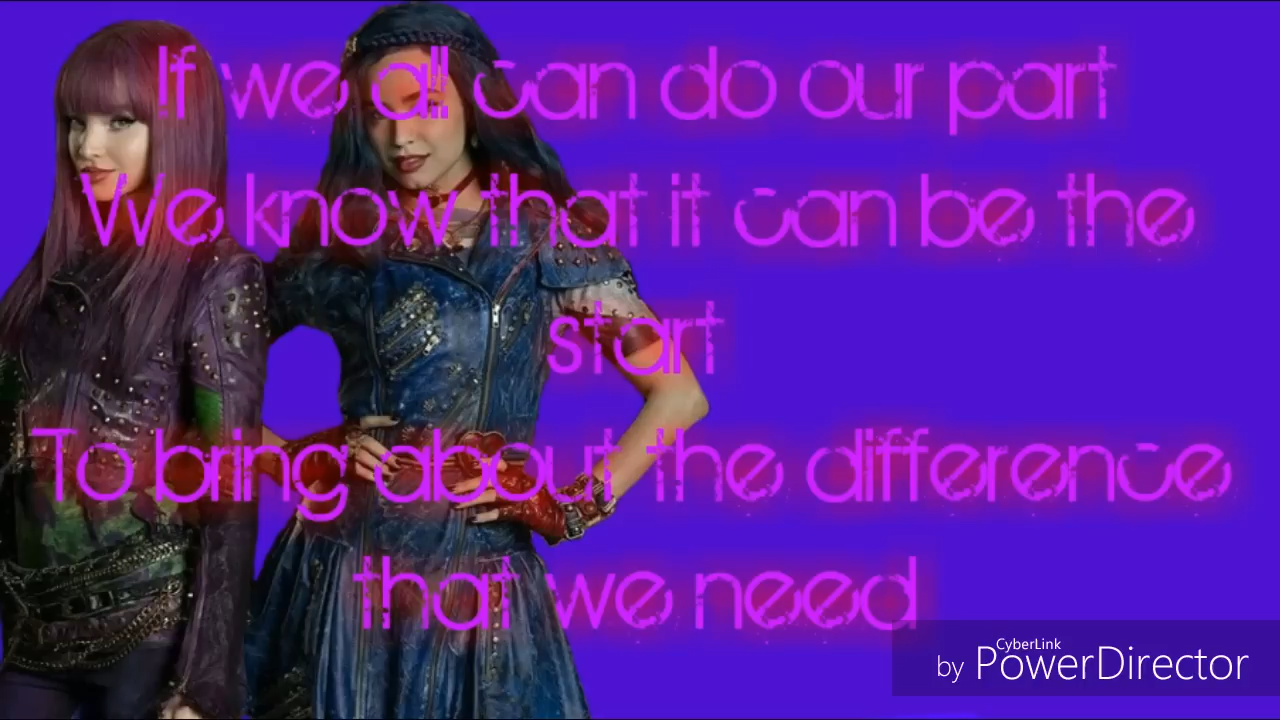 If we all can do our part
We know that it can be the
start
To bring about the difference
that we need
CyberLink
by PowerDirector